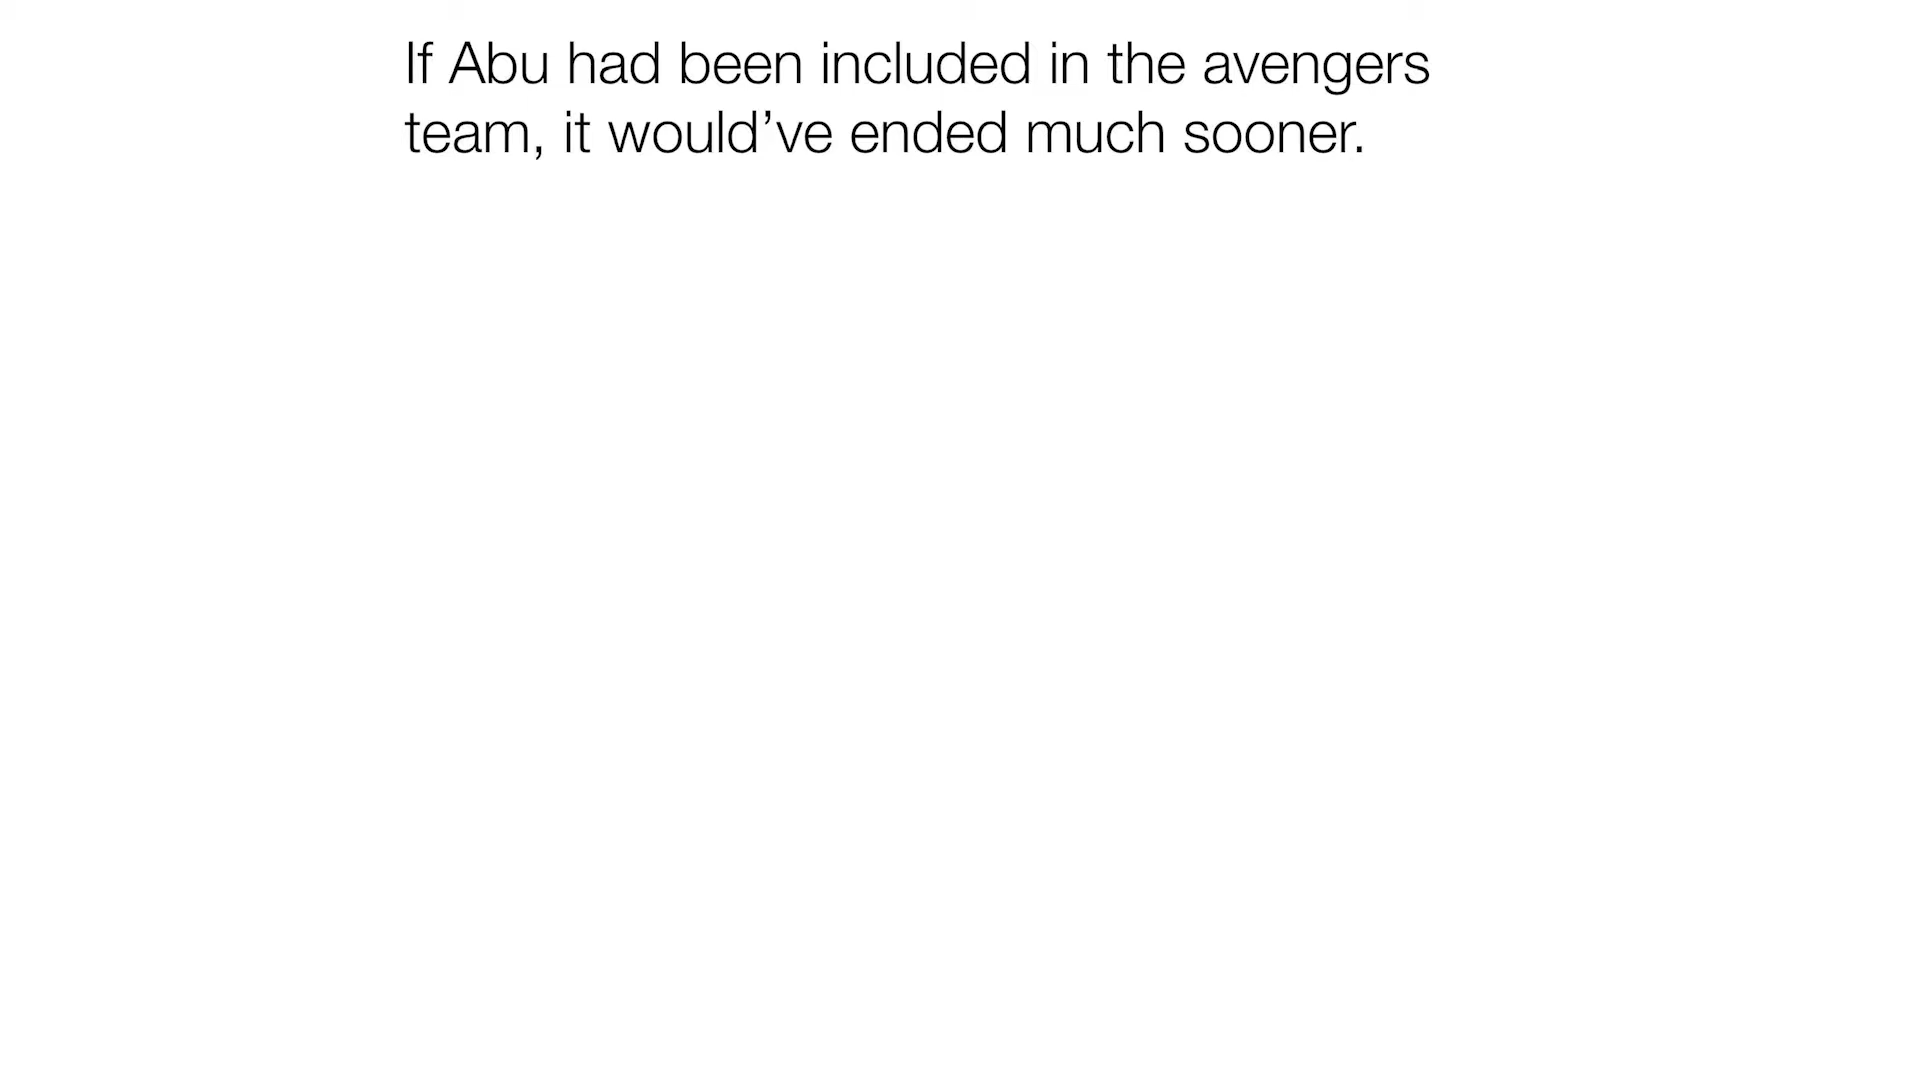 If Abu had been included in the avengers
team, it would’ve ended much sooner.